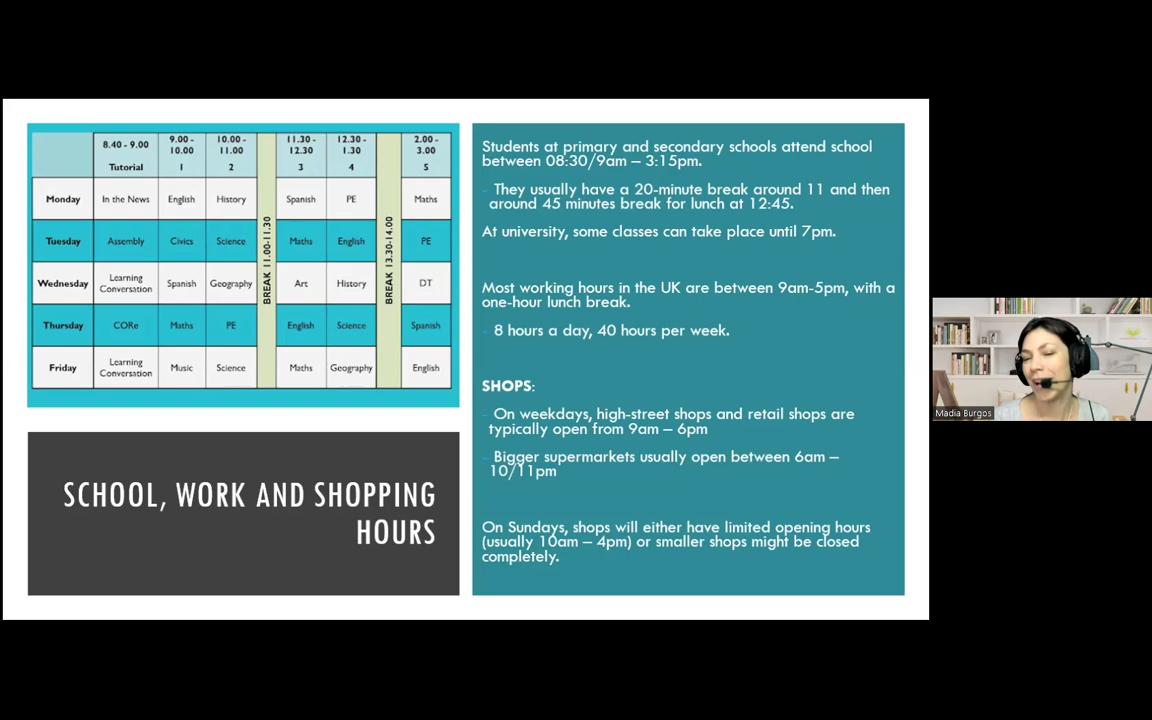 8.40 - 9.00 9.00 - 10.00 10.00 - 11.00 11.30 - 12.30 12.30 - 1.30 2.00 - 3.00
Tutorial 1 2 3 4 5
BREAK 11.00-11.30
BREAK 13.30-14.00
Monday In the News English History Spanish PE Maths
Tuesday Assembly Civics Science Maths English PE
Wednesday Learning Conversation Spanish Geography Art History DT
Thursday CORe Maths PE English Science Spanish
Friday Learning Conversation Music Science Maths Geography English
SCHOOL, WORK AND SHOPPING
HOURS
Students at primary and secondary schools attend school
between 08:30/9am – 3:15pm.
- They usually have a 20-minute break around 11 and then
around 45 minutes break for lunch at 12:45.
At university, some classes can take place until 7pm.
Most working hours in the UK are between 9am-5pm, with a
one-hour lunch break.
- 8 hours a day, 40 hours per week.
SHOPS:
- On weekdays, high-street shops and retail shops are
typically open from 9am – 6pm
- Bigger supermarkets usually open between 6am –
10/11pm
On Sundays, shops will either have limited opening hours
(usually 10am – 4pm) or smaller shops might be closed
completely.
Madia Burgos